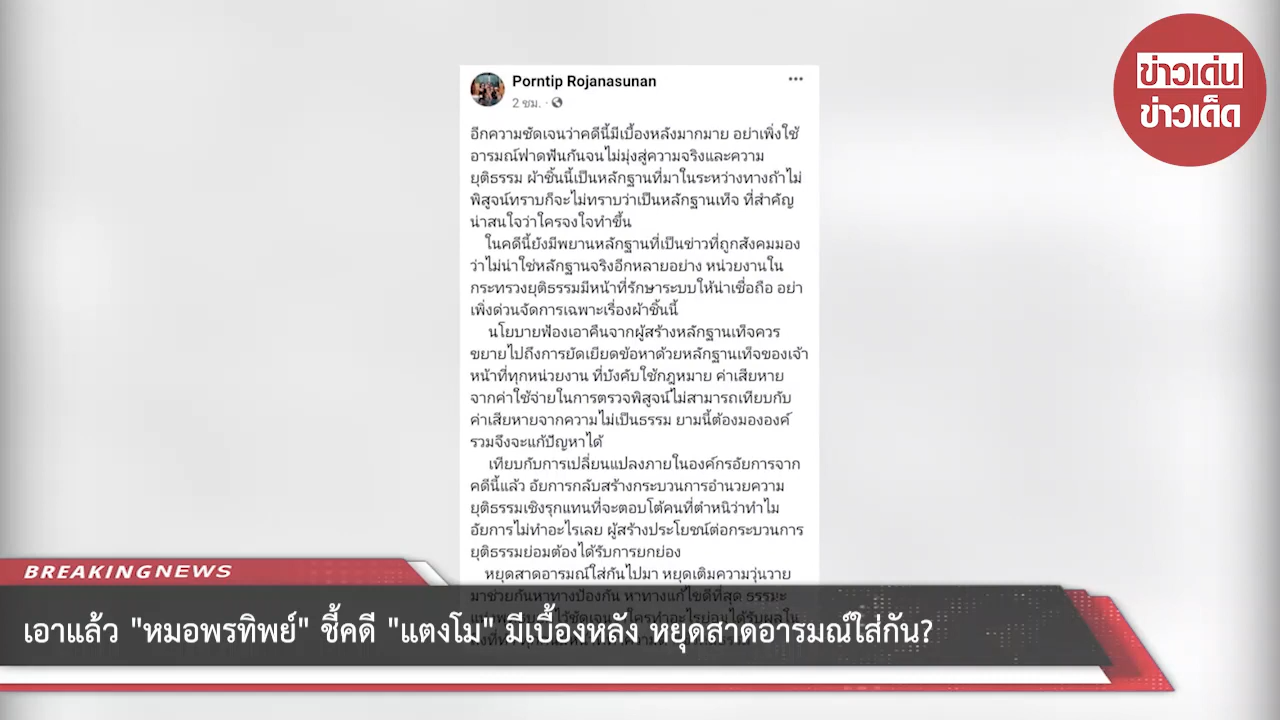 ข่าวเด่น
ข่าวเด็ด
Porntip Rojanasunan
2 ชม.
อีกความชัดเจนว่าคดีนี้มีเบื้องหลังมากมาย อย่าเพิ่งใช้
อารมณ์ฟาดฟันกันจนไม่มุ่งสู่ความจริงและความ
ยุติธรรม ผ้าชิ้นนี้เป็นหลักฐานที่มาในระหว่างทางถ้าไม่
พิสูจน์ทราบก็จะไม่ทราบว่าเป็นหลักฐานเท็จ ที่สำคัญ
น่าสนใจว่าใครจงใจทำขึ้น
ในคดีนี้ยังมีพยานหลักฐานที่เป็นข่าวที่ถูกสังคมมอง
ว่าไม่น่าใช่หลักฐานจริงอีกหลายอย่าง หน่วยงานใน
กระทรวงยุติธรรมมีหน้าที่รักษาระบบให้น่าเชื่อถือ อย่า
เพิ่งด่วนจัดการเฉพาะเรื่องผ้าชิ้นนี้
นโยบายฟ้องเอาคืนจากผู้สร้างหลักฐานเท็จควร
ขยายไปถึงการยัดเยียดข้อหาด้วยหลักฐานเท็จของเจ้า
หน้าที่ทุกหน่วยงาน ที่บังคับใช้กฎหมาย ค่าเสียหาย
จากค่าใช้จ่ายในการตรวจพิสูจน์ไม่สามารถเทียบกับ
ค่าเสียหายจากความไม่เป็นธรรม ยามนี้ต้องมององค์
รวมจึงจะแก้ปัญหาได้
เทียบกับการเปลี่ยนแปลงภายในองค์กรอัยการจาก
คดีนี้แล้ว อัยการกลับสร้างกระบวนการอำนวยความ
ยุติธรรมเชิงรุกแทนที่จะตอบโต้คนที่ตำหนิว่าทำไม
อัยการไม่ทำอะไรเลย ผู้สร้างประโยชน์ต่อกระบวนการ
ยุติธรรมย่อมต้องได้รับการยกย่อง
หยุดสาดอารมณ์ใส่กันไปมา หยุดเติมความวุ่นวาย
มาช่วยกันหาทางป้องกัน หาทางแก้ไขดีที่สุด ธรรมะ
BREAKING NEWS
เอาแล้ว "หมอพรทิพย์" ชี้คดี "แตงโม" มีเบื้องหลัง หยุดสาดอารมณ์ใส่กัน?